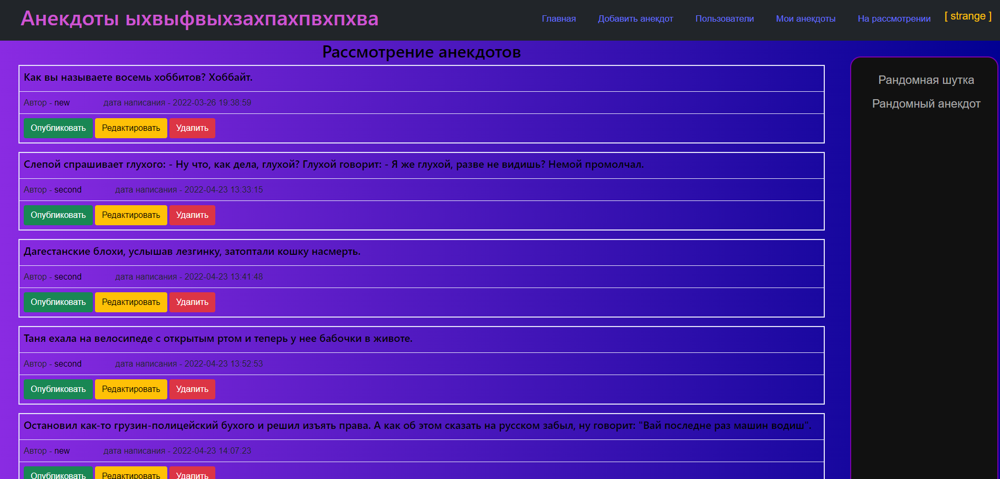 Анекдоты ыхвыфвыхзахпахпвхпхва
Главная Добавить анекдот Пользователи Мои анекдоты На рассмотрении [ strange ]
Рассмотрение анекдотов
Как вы называете восемь хоббитов? Хоббайт.
Автор - new дата написания - 2022-03-26 19:38:59
Опубликовать Редактировать Удалить
Слепой спрашивает глухого: - Ну что, как дела, глухой? Глухой говорит: - Я же глухой, разве не видишь? Немой промолчал.
Автор - second дата написания - 2022-04-23 13:33:15
Опубликовать Редактировать Удалить
Дагестанские блохи, услышав лезгинку, затоптали кошку насмерть.
Автор - second дата написания - 2022-04-23 13:41:48
Опубликовать Редактировать Удалить
Таня ехала на велосипеде с открытым ртом и теперь у нее бабочки в животе.
Автор - second дата написания - 2022-04-23 13:52:53
Опубликовать Редактировать Удалить
Остановил как-то грузин-полицейский бухого и решил изъять права. А как об этом сказать на русском забыл, ну говорит: "Вай последне раз машин водиш".
Автор - new дата написания - 2022-04-23 14:07:23
Опубликовать Редактировать Удалить
Рандомная шутка
Рандомный анекдот